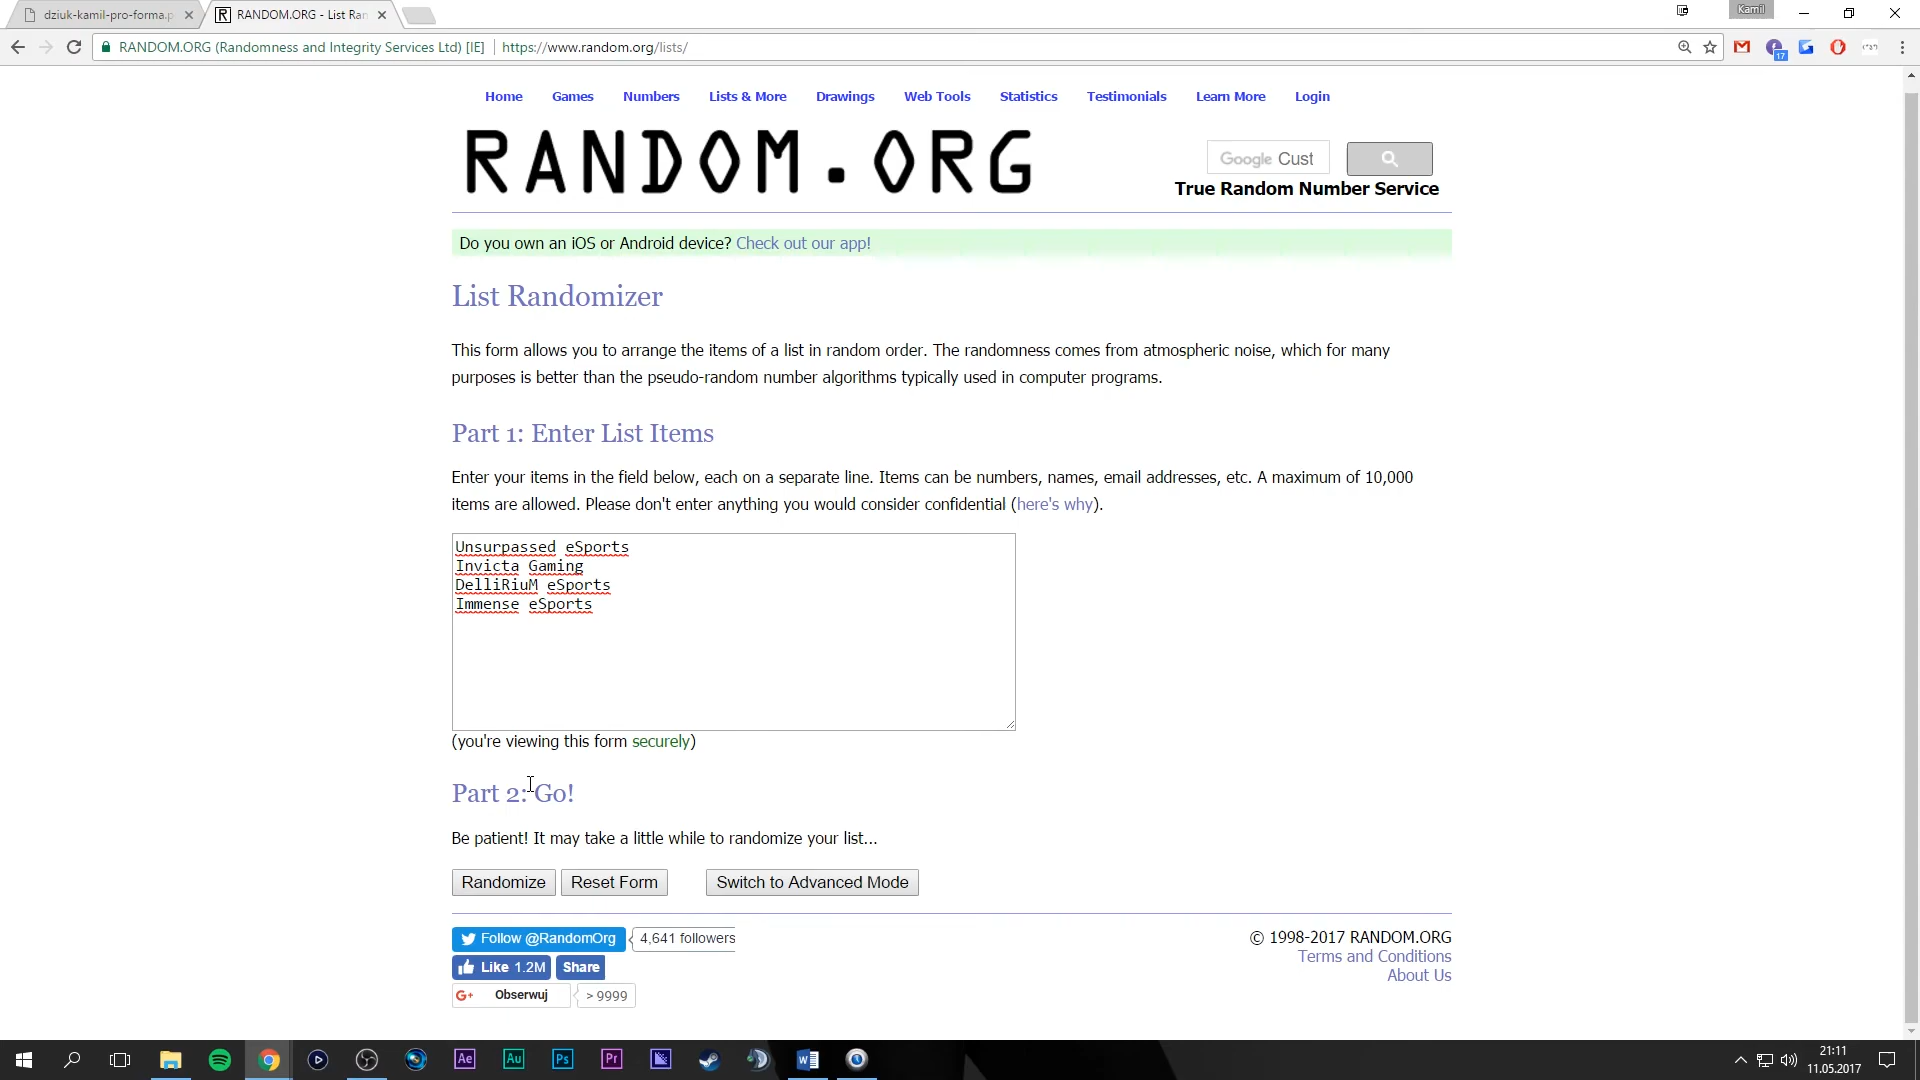 dziuk-kamil-pro-forma.p
RANDOM.ORG - List Ran
Kamil
RANDOM.ORG (Randomness and Integrity Services Ltd) [IE]
https://www.random.org/lists/
17
Home Games Numbers Lists & More Drawings Web Tools Statistics Testimonials Learn More Login
RANDOM.ORG
Google Cust
True Random Number Service
Do you own an iOS or Android device? Check out our app!
List Randomizer
This form allows you to arrange the items of a list in random order. The randomness comes from atmospheric noise, which for many
purposes is better than the pseudo-random number algorithms typically used in computer programs.
Part 1: Enter List Items
Enter your items in the field below, each on a separate line. Items can be numbers, names, email addresses, etc. A maximum of 10,000
items are allowed. Please don't enter anything you would consider confidential (here's why).
Unsurpassed eSports
Invicta Gaming
DelliRiuM eSports
Immense eSports
(you're viewing this form securely)
Part 2: Go!
Be patient! It may take a little while to randomize your list...
Randomize Reset Form Switch to Advanced Mode
Follow @RandomOrg 4,641 followers
Like 1.2M Share
G+ Obserwuj > 9999
© 1998-2017 RANDOM.ORG
Terms and Conditions
About Us
Ae Au Ps Pr
21:11
11.05.2017